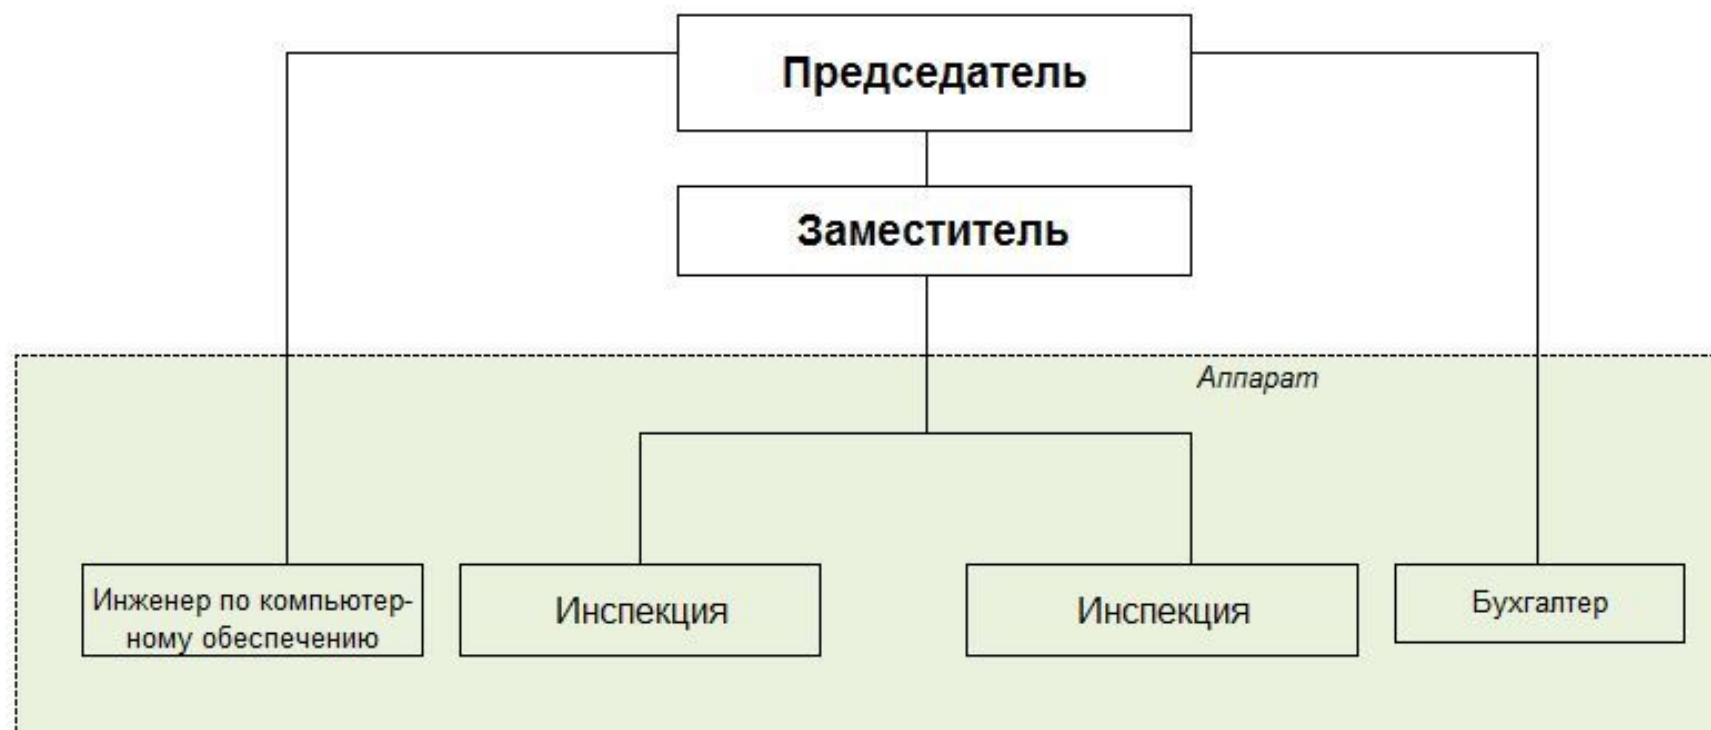 Председатель
Заместитель
Аппарат
Инженер по компьютер-
ному обеспечению
Инспекция
Инспекция
Бухгалтер